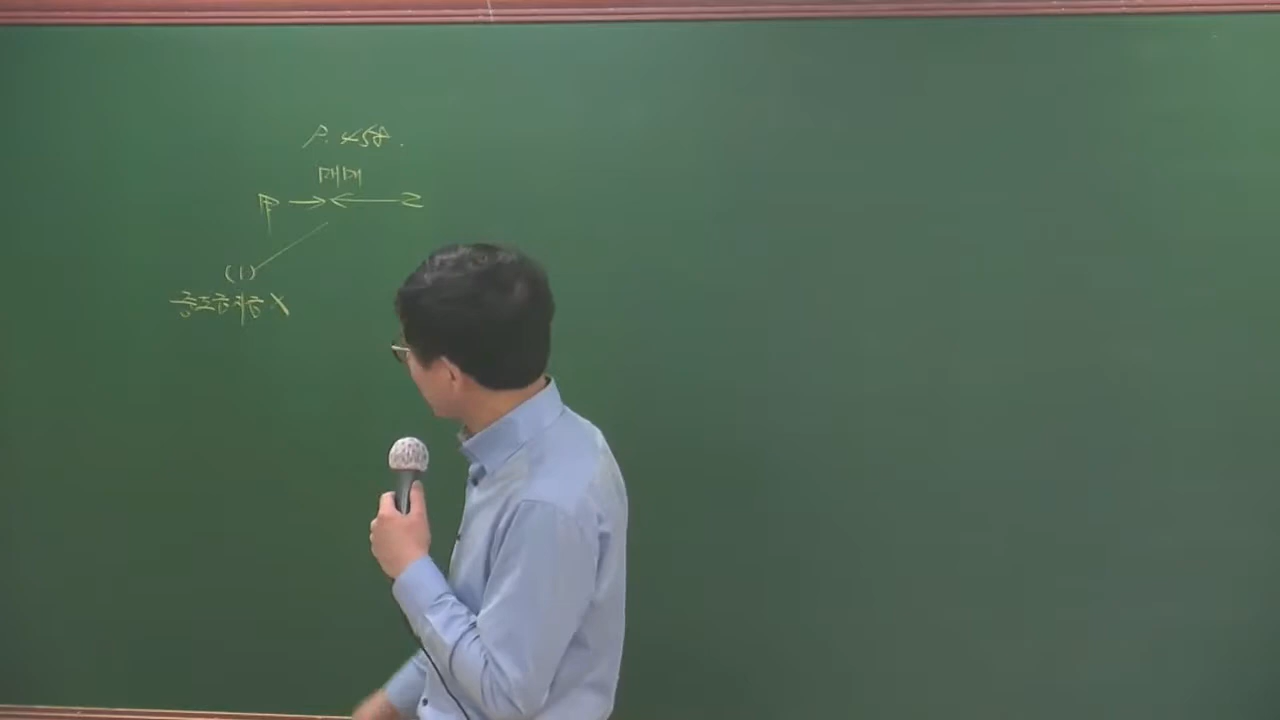 P. 458.
매매
甲 →← 乙
(1)
중도금지급 X